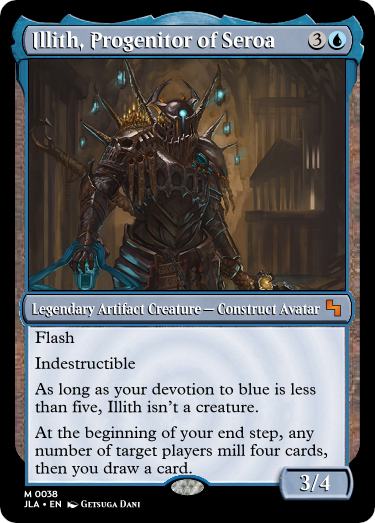 Illith, Progenitor of Seroa 3
Legendary Artifact Creature — Construct Avatar
Flash
Indestructible
As long as your devotion to blue is less
than five, Illith isn't a creature.
At the beginning of your end step, any
number of target players mill four cards,
then you draw a card.
3/4
M 0038
JLA • EN Getsuga Dani